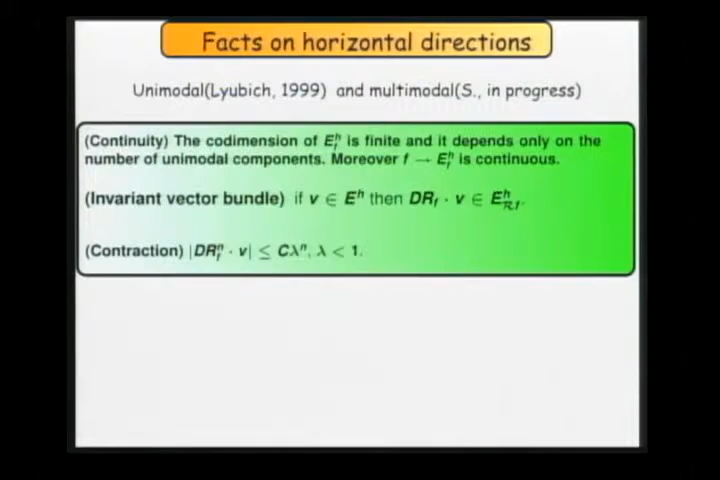 Facts on horizontal directions
Unimodal(Lyubich, 1999) and multimodal(S., in progress)
(Continuity) The codimension of E^h_f is finite and it depends only on the
number of unimodal components. Moreover f → E^h_f is continuous.
(Invariant vector bundle) if v ∈ E^h then DR_f · v ∈ E^h_{Rf}.
(Contraction) |DR^n_f · v| ≤ Cλ^n, λ < 1.